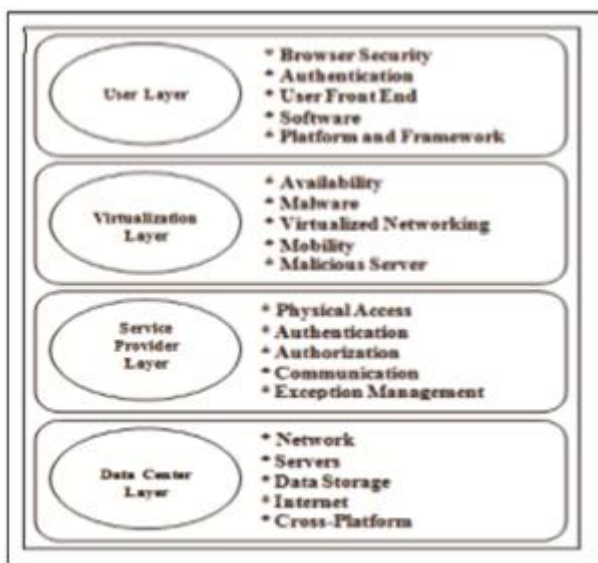 User Layer
* Browser Security
* Authentication
* User Front End
* Software
* Platform and Framework
Virtualization
Layer
* Availability
* Malware
* Virtualized Networking
* Mobility
* Malicious Server
Service
Provider
Layer
* Physical Access
* Authentication
* Authorization
* Communication
* Exception Management
Data Center
Layer
* Network
* Servers
* Data Storage
* Internet
* Cross-Platform